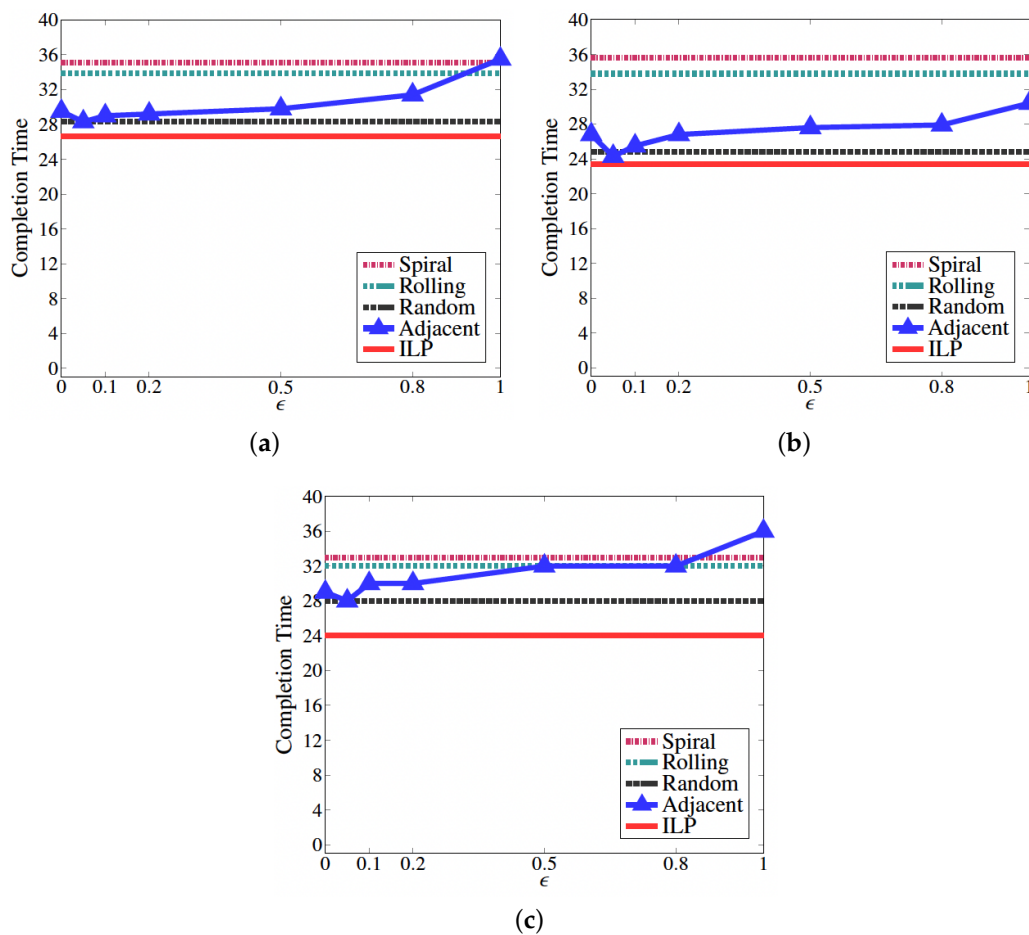 40
36
32
28
24
20
16
12
8
4
0
Completion Time
Spiral
Rolling
Random
Adjacent
ILP
0 0.1 0.2 0.5 0.8 1
ϵ
(a)
40
36
32
28
24
20
16
12
8
4
0
Completion Time
Spiral
Rolling
Random
Adjacent
ILP
0 0.1 0.2 0.5 0.8 1
ϵ
(b)
40
36
32
28
24
20
16
12
8
4
0
Completion Time
Spiral
Rolling
Random
Adjacent
ILP
0 0.1 0.2 0.5 0.8 1
ϵ
(c)